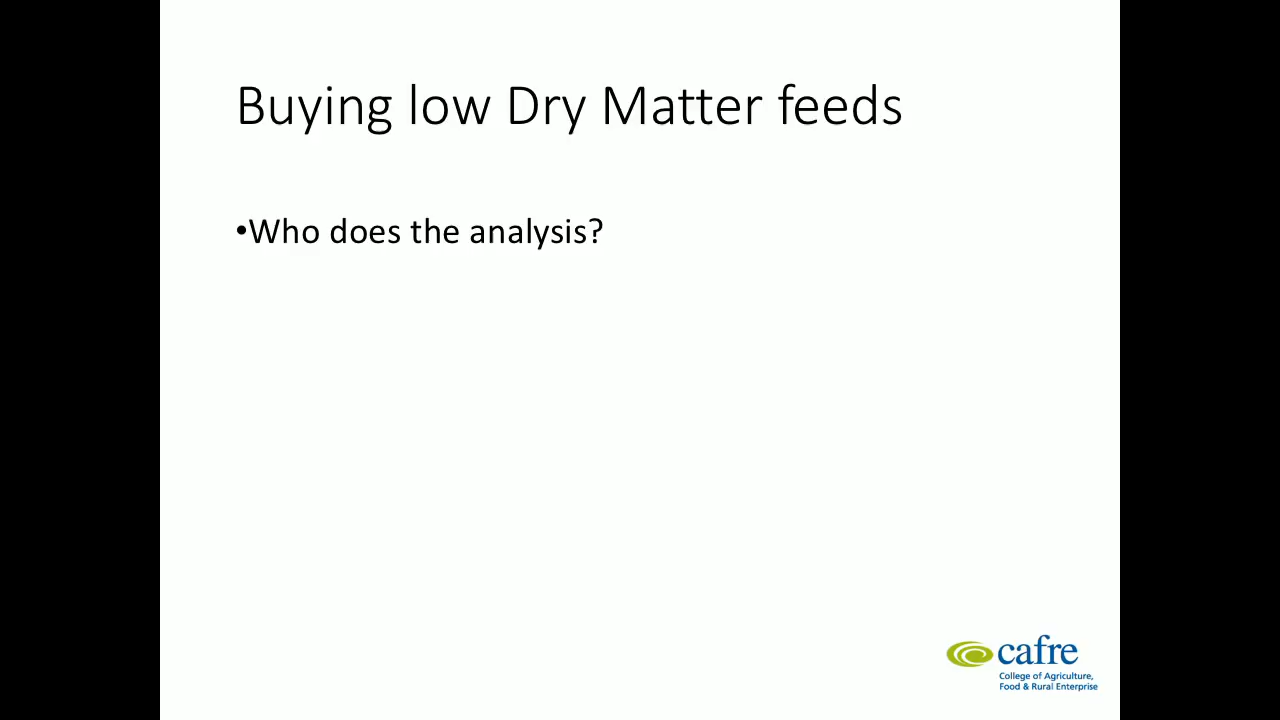 Buying low Dry Matter feeds
•Who does the analysis?
cafre
College of Agriculture,
Food & Rural Enterprise